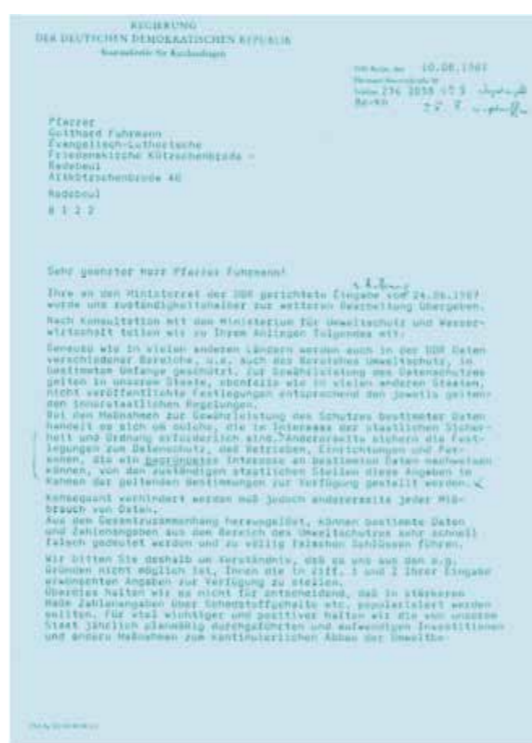 REGIERUNG
DER DEUTSCHEN DEMOKRATISCHEN REPUBLIK
für Kirchenfragen
10.08.1987
236
Pfarrer
Gotthard Fuhrmann
Evangelisch-Lutherische
Friedenskirche Kötzschenbroda -
Radebeul
Altkötzschenbroda 40
Radebeul
8 1 2 2
Sehr geehrter Herr Pfarrer Fuhrmann!
Ihre an den Ministerrat der DDR gerichtete Eingabe vom 24.06.1987
wurde uns zuständigkeitshalber zur weiteren Bearbeitung übergeben.
Nach Konsultation mit dem Ministerium für Umweltschutz und Wasser-
wirtschaft teilen wir zu Ihrem Anliegen folgendes mit:
Genauso wie in vielen anderen Ländern werden auch in der DDR Daten
verschiedener Bereiche, u.a. auch des Bereiches Umweltschutz, in
bestimmtem Umfange geschützt. Zur Gewährleistung des Datenschutzes
gelten in unserem Staate, ebenfalls wie in vielen anderen Staaten,
nicht veröffentlichte Festlegungen entsprechend den jeweils gelten-
den innerstaatlichen Regelungen.
Bei den Maßnahmen zur Gewährleistung des Schutzes bestimmter Daten
handelt es sich um solche, die im Interesse der staatlichen Sicher-
heit und Ordnung erforderlich sind. Andererseits sichern die Fest-
legungen zum Datenschutz, daß Betrieben, Einrichtungen und Per-
sonen, die ein begründetes Interesse an bestimmten Daten nachweisen
können, von den zuständigen staatlichen Stellen diese Angaben im
Rahmen der geltenden Bestimmungen zur Verfügung gestellt werden.
Konsequent verhindert werden muß jedoch andererseits jeder Miß-
brauch von Daten.
Aus dem Gesamtzusammenhang herausgelöst, können bestimmte Daten
und Zahlenangaben aus dem Bereich des Umweltschutzes sehr schnell
falsch gedeutet werden und zu völlig falschen Schlüssen führen.
Wir bitten Sie deshalb um Verständnis, daß es uns aus den o.g.
Gründen nicht möglich ist, Ihnen die in Ziff. 1 und 2 Ihrer Eingabe
erwünschten Angaben zur Verfügung zu stellen.
Überdies halten wir es nicht für entscheidend, daß in stärkerem
Maße Zahlenangaben über Schadstoffgehalte etc. popularisiert werden
sollten. Für viel wichtiger und positiver halten wir die von unserem
Staat jährlich planmäßig durchgeführten und aufwendigen Investitionen
und andere Maßnahmen zum kontinuierlichen Abbau der Umweltbe-